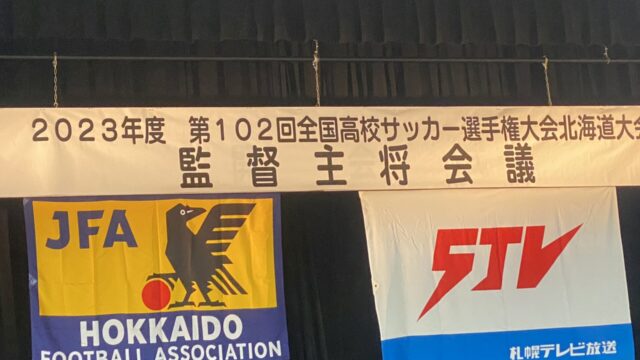 2023年度 第102回全国高校サッカー選手権大会北海道大会
監督主将会議
JFA
HOKKAIDO
FOOTBALL ASSOCIATION
STV
札幌テレビ放送